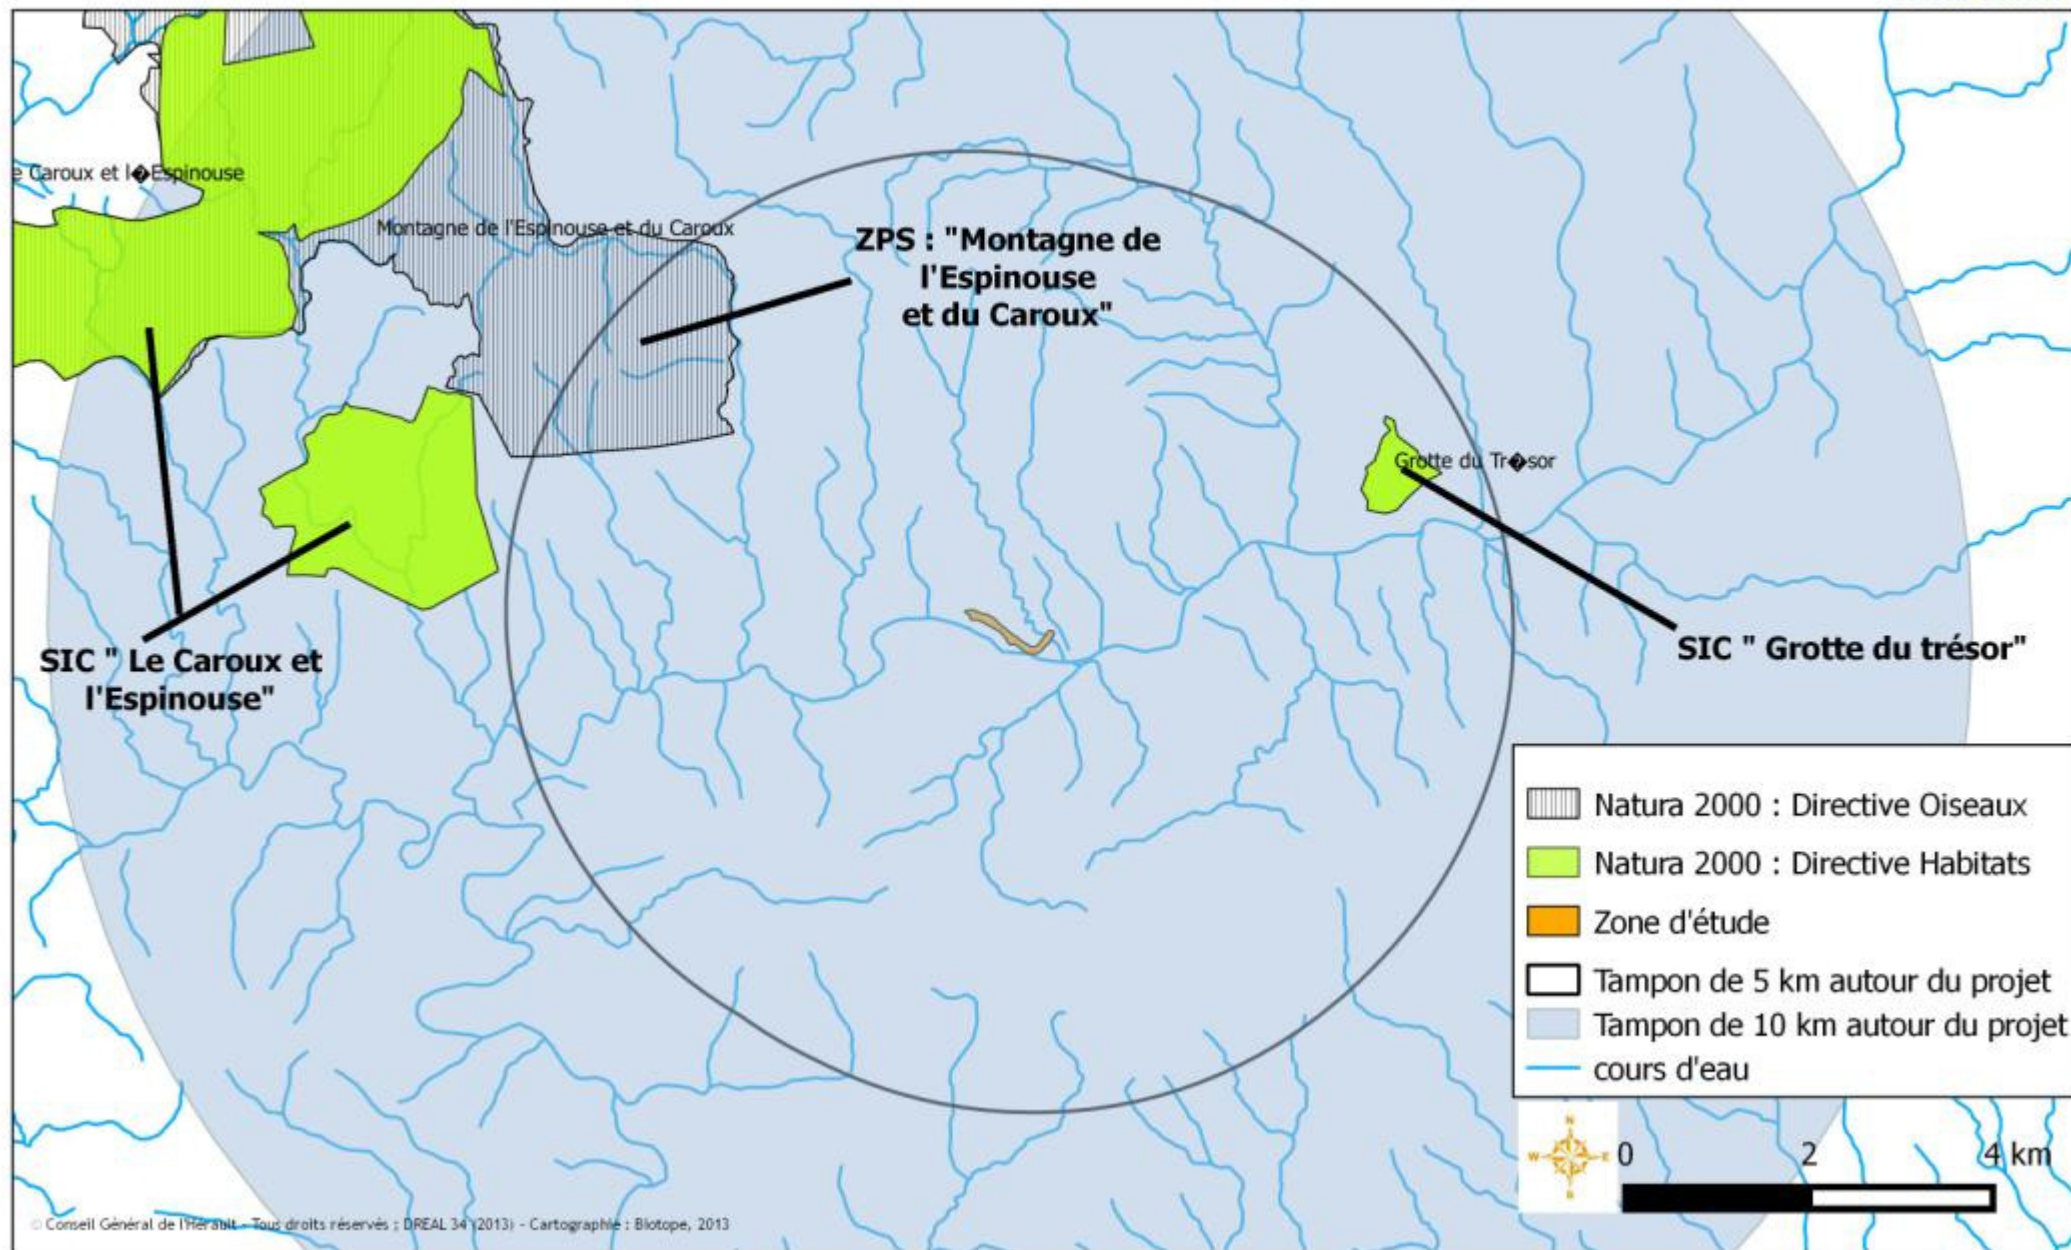 e Caroux et l�Espinouse
Montagne de l'Espinouse et du Caroux
ZPS : "Montagne de
l'Espinouse
et du Caroux"
Grotte du Tr�sor
SIC " Le Caroux et
l'Espinouse"
SIC " Grotte du trésor"
Natura 2000 : Directive Oiseaux
Natura 2000 : Directive Habitats
Zone d'étude
Tampon de 5 km autour du projet
Tampon de 10 km autour du projet
cours d'eau
N
W E
S
0 2 4 km
© Conseil Général de l'Hérault - Tous droits réservés ; DREAL 34 (2013) - Cartographie : Biotope, 2013